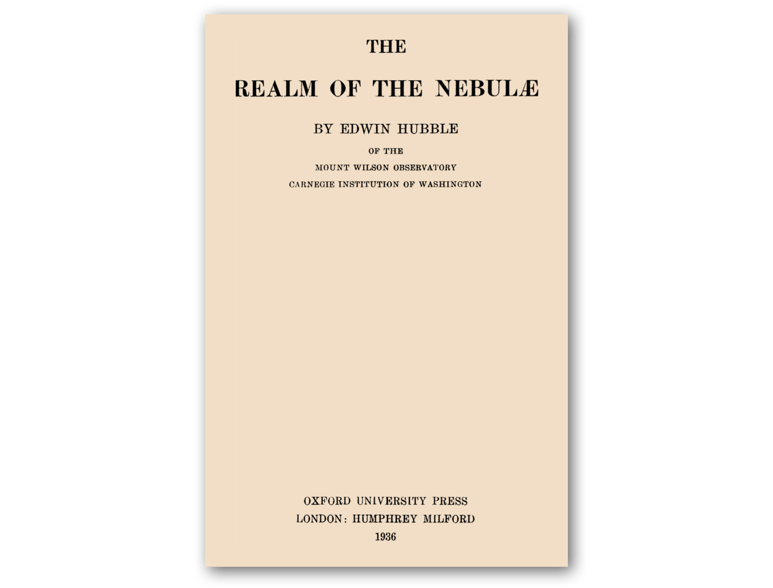 THE
REALM OF THE NEBULÆ
BY EDWIN HUBBLE
OF THE
MOUNT WILSON OBSERVATORY
CARNEGIE INSTITUTION OF WASHINGTON
OXFORD UNIVERSITY PRESS
LONDON: HUMPHREY MILFORD
1936